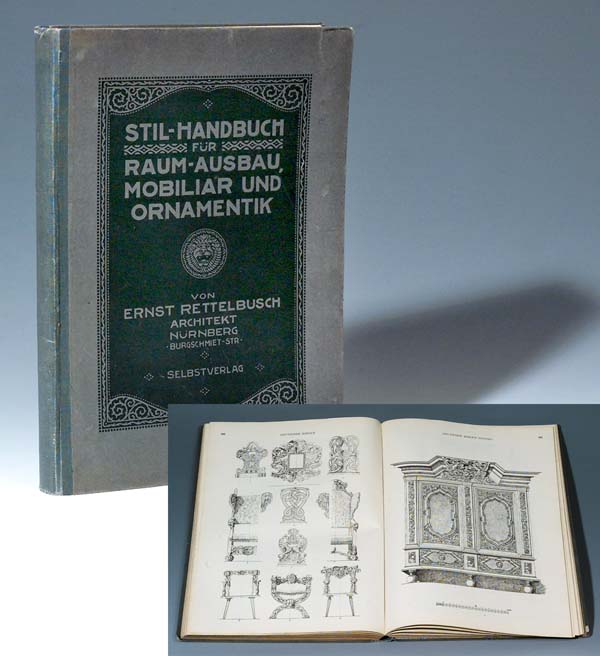 STIL-HANDBUCH
FÜR
RAUM-AUSBAU,
MOBILIAR UND
ORNAMENTIK
VON
ERNST RETTELBUSCH
ARCHITEKT
NÜRNBERG
·BURGSCHMIET-STR·
SELBSTVERLAG